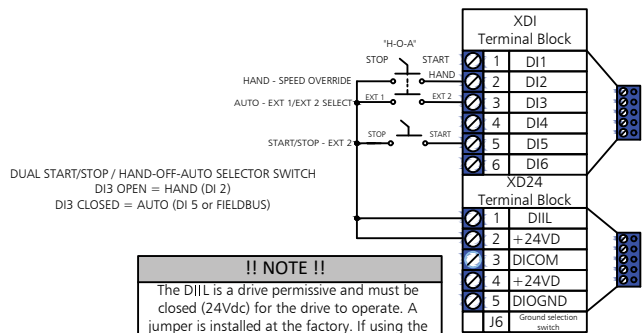 XDI
Terminal Block
"H-O-A"
STOP START
HAND
HAND - SPEED OVERRIDE
EXT 1 EXT 2
AUTO - EXT 1/EXT 2 SELECT
STOP START
START/STOP - EXT 2
1 DI1
2 DI2
3 DI3
4 DI4
5 DI5
6 DI6
DUAL START/STOP / HAND-OFF-AUTO SELECTOR SWITCH
DI3 OPEN = HAND (DI 2)
DI3 CLOSED = AUTO (DI 5 or FIELDBUS)
XD24
Terminal Block
1 DIIL
2 +24VD
3 DICOM
4 +24VD
5 DIOGND
J6 Ground selection
switch
!! NOTE !!
The DIIL is a drive permissive and must be
closed (24Vdc) for the drive to operate. A
jumper is installed at the factory. If using the